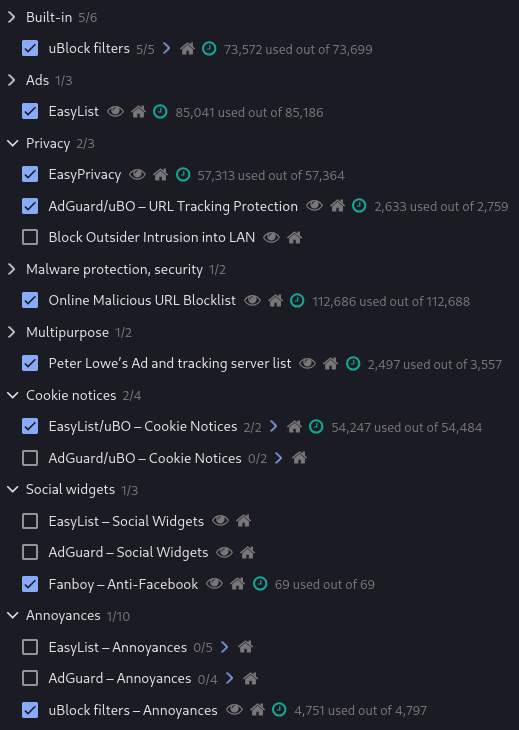 Built-in 5/6
uBlock filters 5/5 73,572 used out of 73,699
Ads 1/3
EasyList 85,041 used out of 85,186
Privacy 2/3
EasyPrivacy 57,313 used out of 57,364
AdGuard/uBO – URL Tracking Protection 2,633 used out of 2,759
Block Outsider Intrusion into LAN
Malware protection, security 1/2
Online Malicious URL Blocklist 112,686 used out of 112,688
Multipurpose 1/2
Peter Lowe’s Ad and tracking server list 2,497 used out of 3,557
Cookie notices 2/4
EasyList/uBO – Cookie Notices 2/2 54,247 used out of 54,484
AdGuard/uBO – Cookie Notices 0/2
Social widgets 1/3
EasyList – Social Widgets
AdGuard – Social Widgets
Fanboy – Anti-Facebook 69 used out of 69
Annoyances 1/10
EasyList – Annoyances 0/5
AdGuard – Annoyances 0/4
uBlock filters – Annoyances 4,751 used out of 4,797